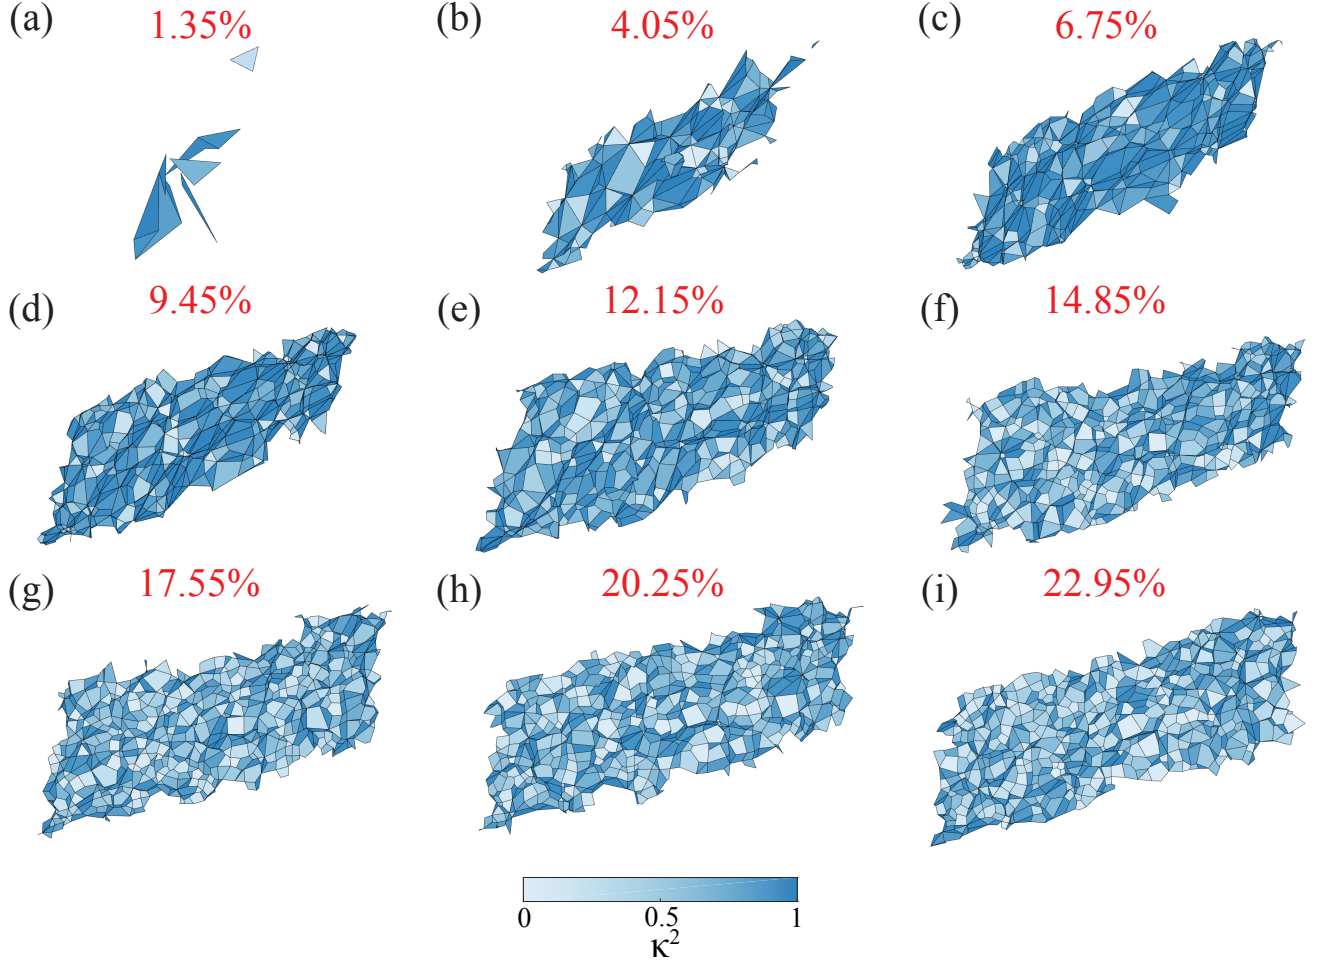 (a) 1.35%
(b) 4.05%
(c) 6.75%
(d) 9.45%
(e) 12.15%
(f) 14.85%
(g) 17.55%
(h) 20.25%
(i) 22.95%
0 0.5 1
κ²